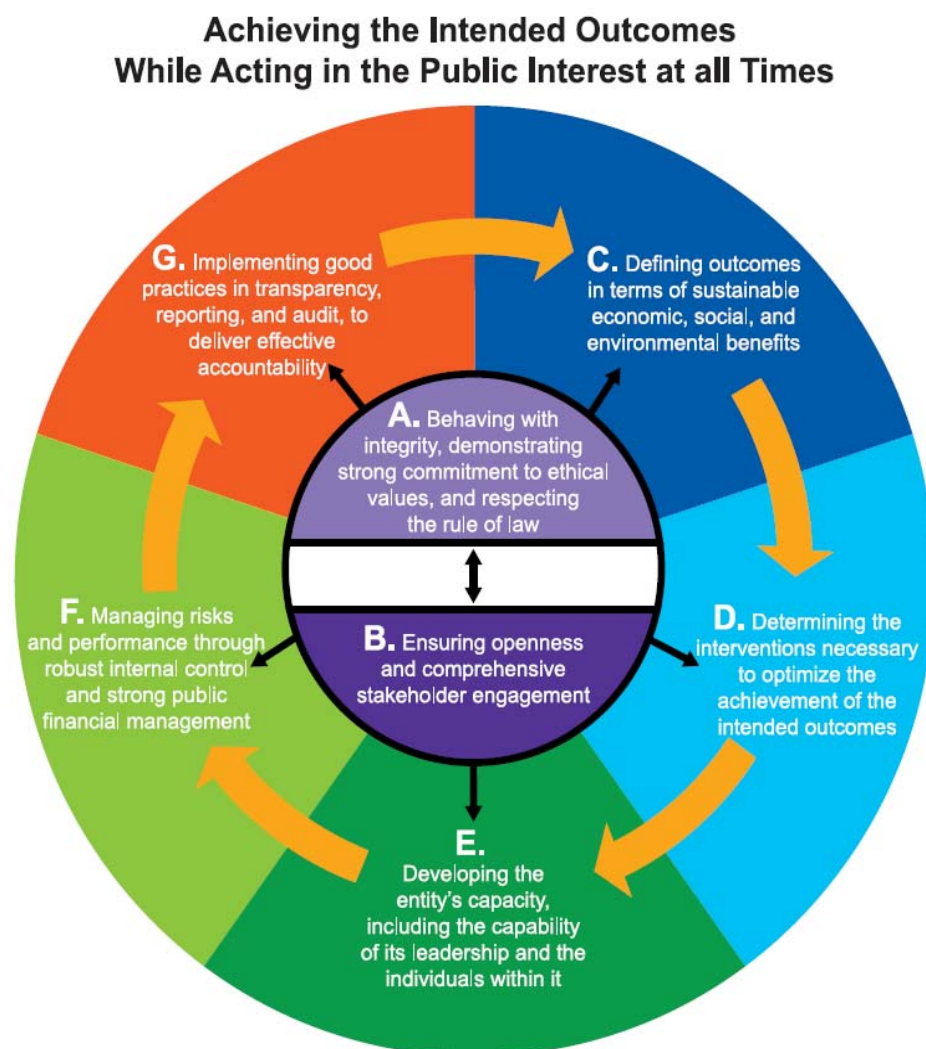 Achieving the Intended Outcomes
While Acting in the Public Interest at all Times
G. Implementing good
practices in transparency,
reporting, and audit, to
deliver effective
accountability
C. Defining outcomes
in terms of sustainable
economic, social, and
environmental benefits
A. Behaving with
integrity, demonstrating
strong commitment to ethical
values, and respecting
the rule of law
B. Ensuring openness
and comprehensive
stakeholder engagement
F. Managing risks
and performance through
robust internal control
and strong public
financial management
D. Determining the
interventions necessary
to optimize the
achievement of the
intended outcomes
E.
Developing the
entity's capacity,
including the capability
of its leadership and the
individuals within it